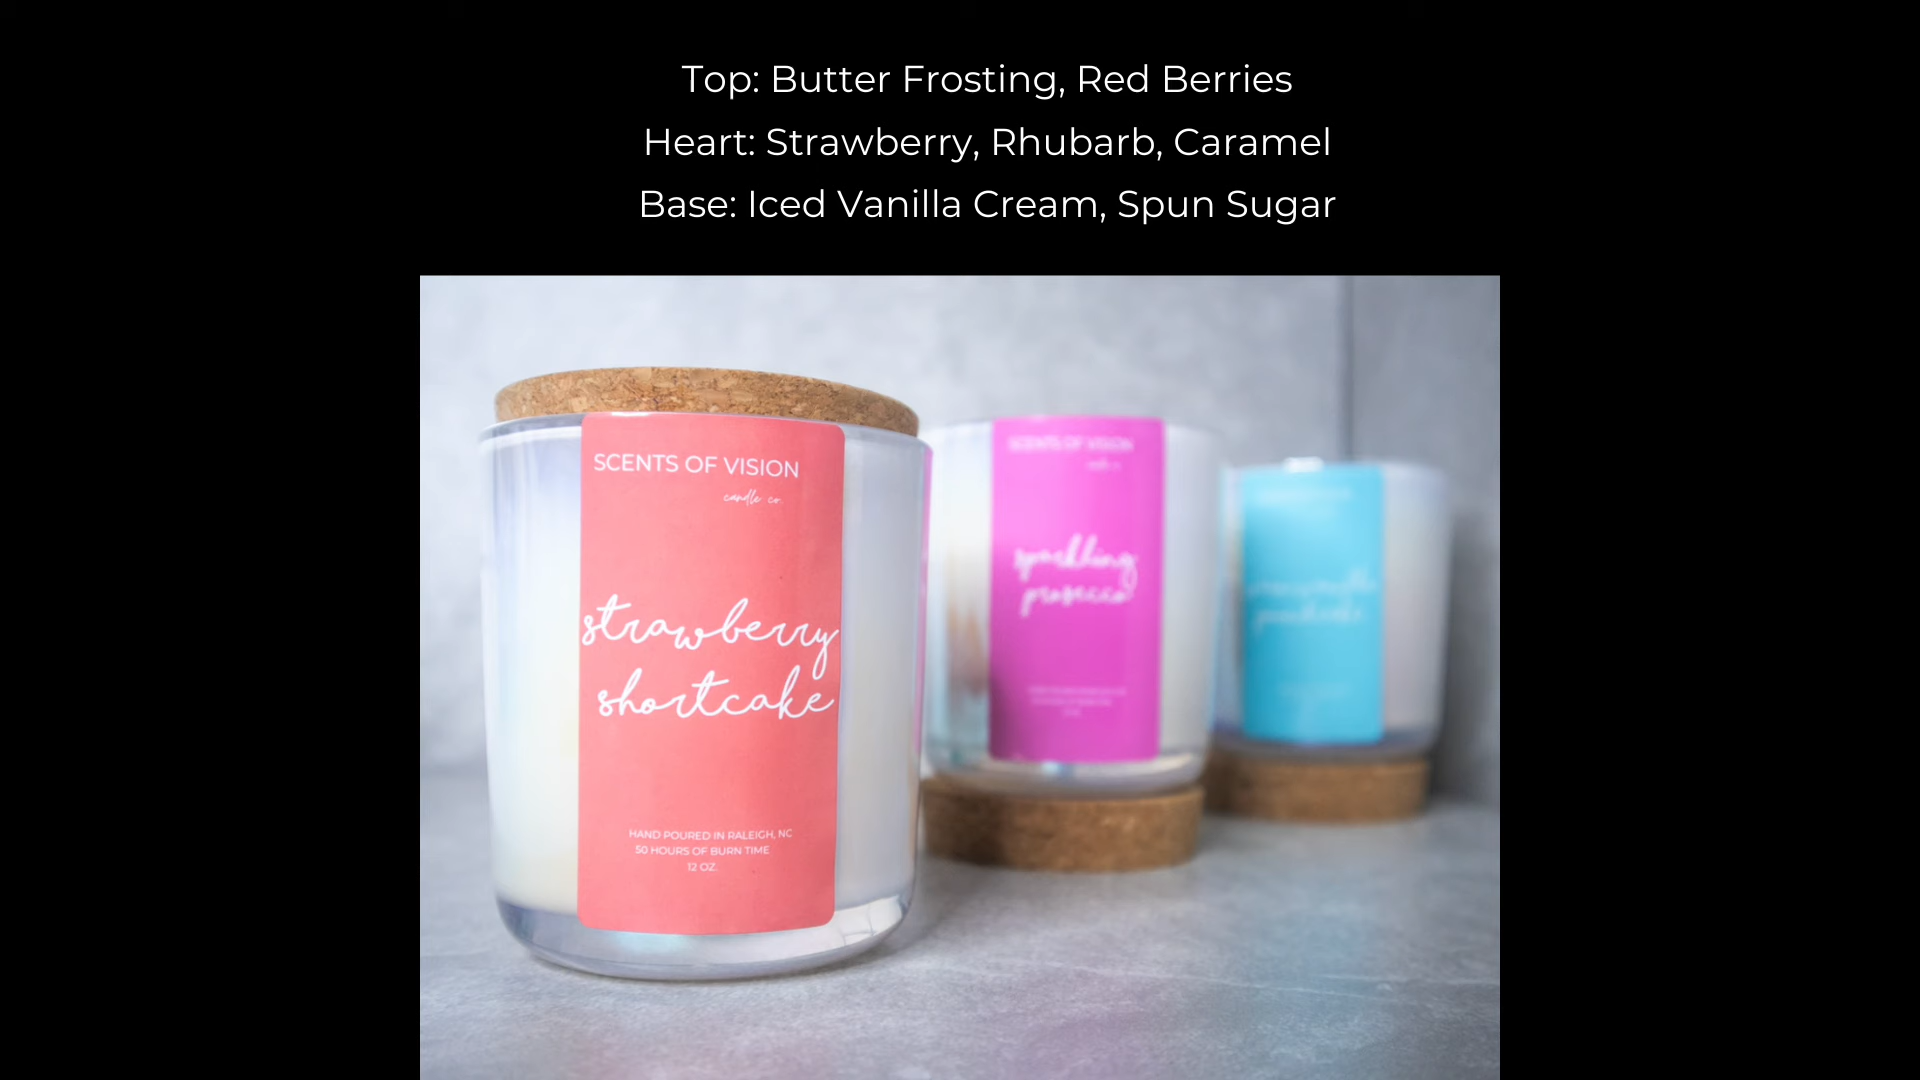 Top: Butter Frosting, Red Berries
Heart: Strawberry, Rhubarb, Caramel
Base: Iced Vanilla Cream, Spun Sugar
SCENTS OF VISION
candle co.
strawberry
shortcake
HAND POURED IN RALEIGH, NC
50 HOURS OF BURN TIME
12 OZ.
SCENTS OF VISION
candle co.
sparkling
prosecco